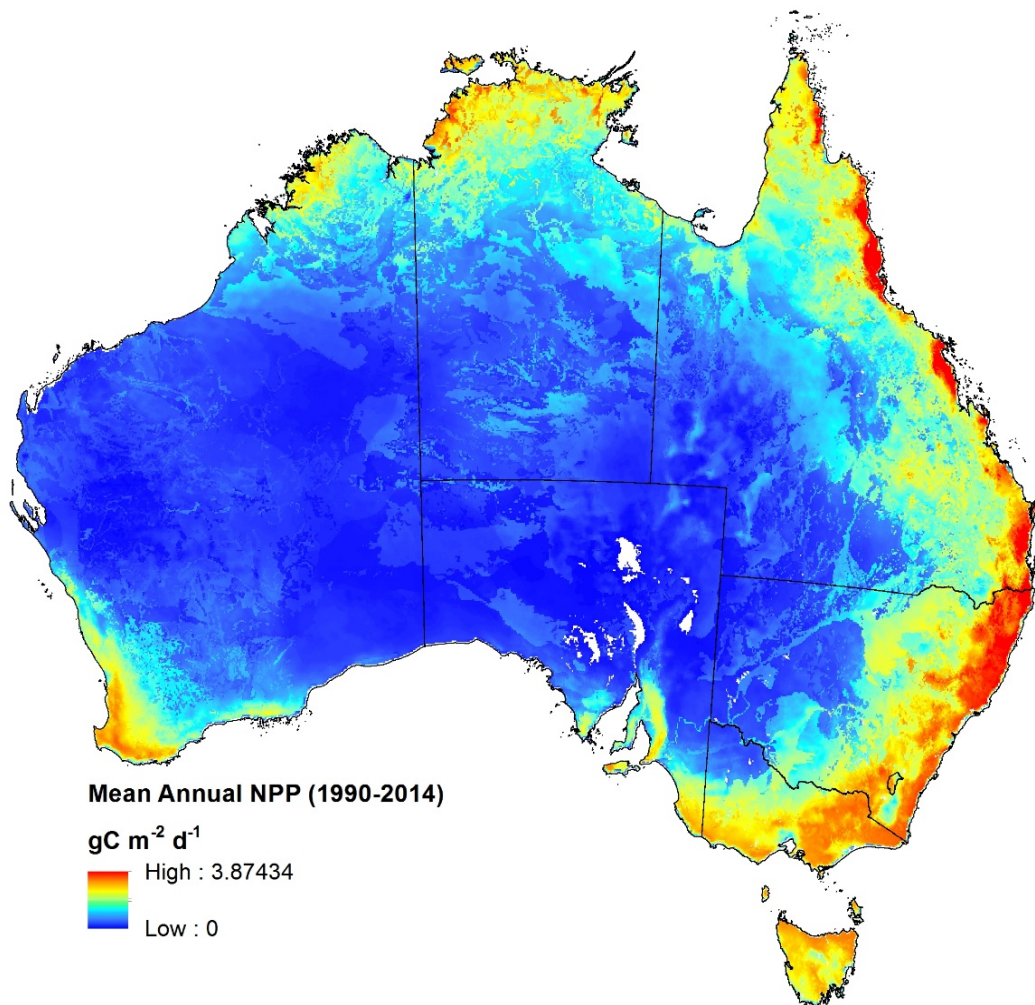 Mean Annual NPP (1990-2014)
gC m⁻² d⁻¹
High : 3.87434
Low : 0